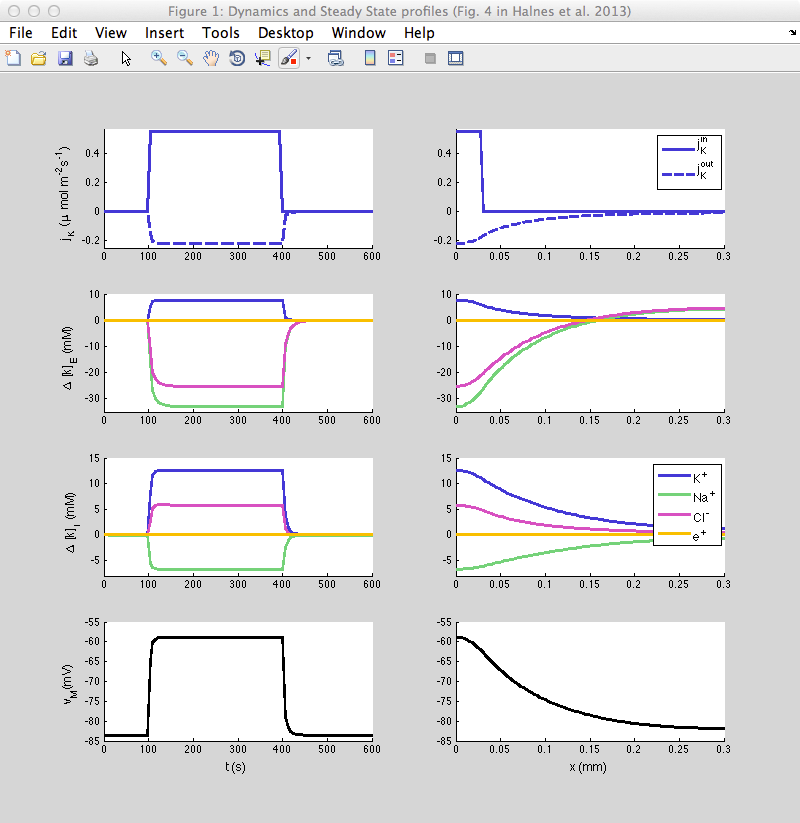 Figure 1: Dynamics and Steady State profiles (Fig. 4 in Halnes et al. 2013)
File Edit View Insert Tools Desktop Window Help
j_K (μ mol m⁻²s⁻¹)
0.4
0.2
0
-0.2
0 100 200 300 400 500 600
0.4
0.2
0
-0.2
0 0.05 0.1 0.15 0.2 0.25 0.3
j_K^in
j_K^out
Δ [k]_E (mM)
10
0
-10
-20
-30
0 100 200 300 400 500 600
10
0
-10
-20
-30
0 0.05 0.1 0.15 0.2 0.25 0.3
Δ [k]_I (mM)
15
10
5
0
-5
0 100 200 300 400 500 600
15
10
5
0
-5
0 0.05 0.1 0.15 0.2 0.25 0.3
K⁺
Na⁺
Cl⁻
e⁺
v_M (mV)
-55
-60
-65
-70
-75
-80
-85
0 100 200 300 400 500 600
t (s)
-55
-60
-65
-70
-75
-80
-85
0 0.05 0.1 0.15 0.2 0.25 0.3
x (mm)